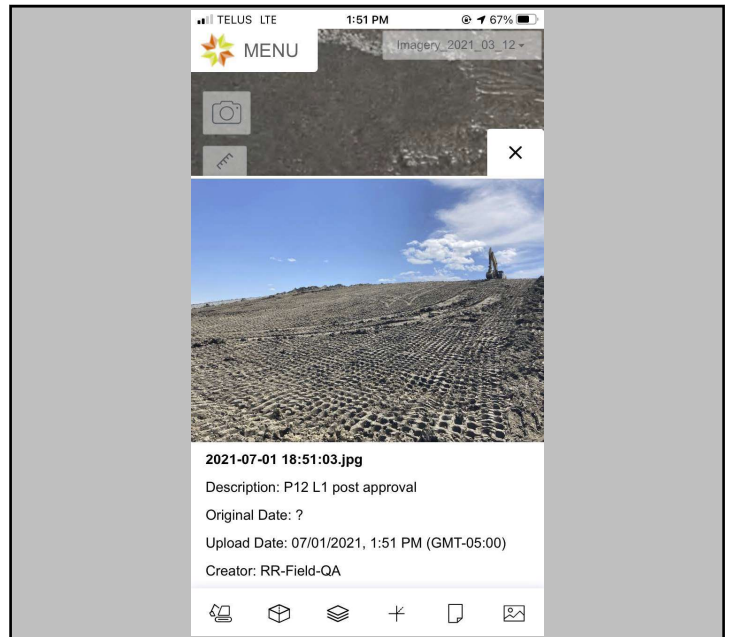 TELUS LTE 1:51 PM 67%
MENU
Imagery_2021_03_12
2021-07-01 18:51:03.jpg
Description: P12 L1 post approval
Original Date: ?
Upload Date: 07/01/2021, 1:51 PM (GMT-05:00)
Creator: RR-Field-QA